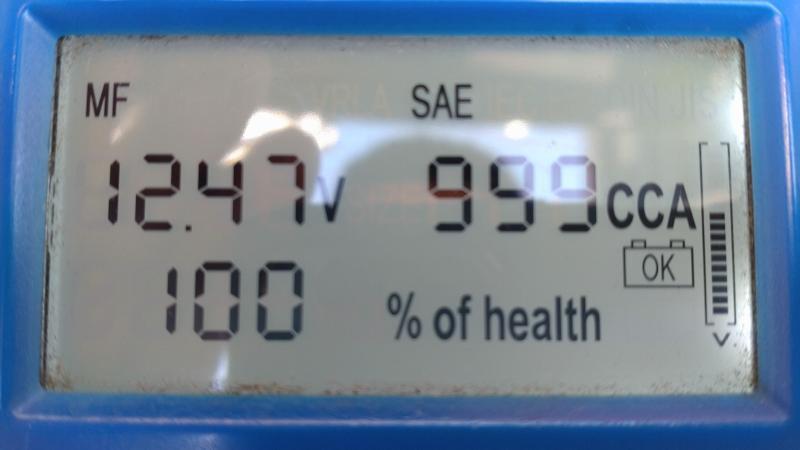 MF SAE
12.47 V 999 CCA
OK
100 % of health